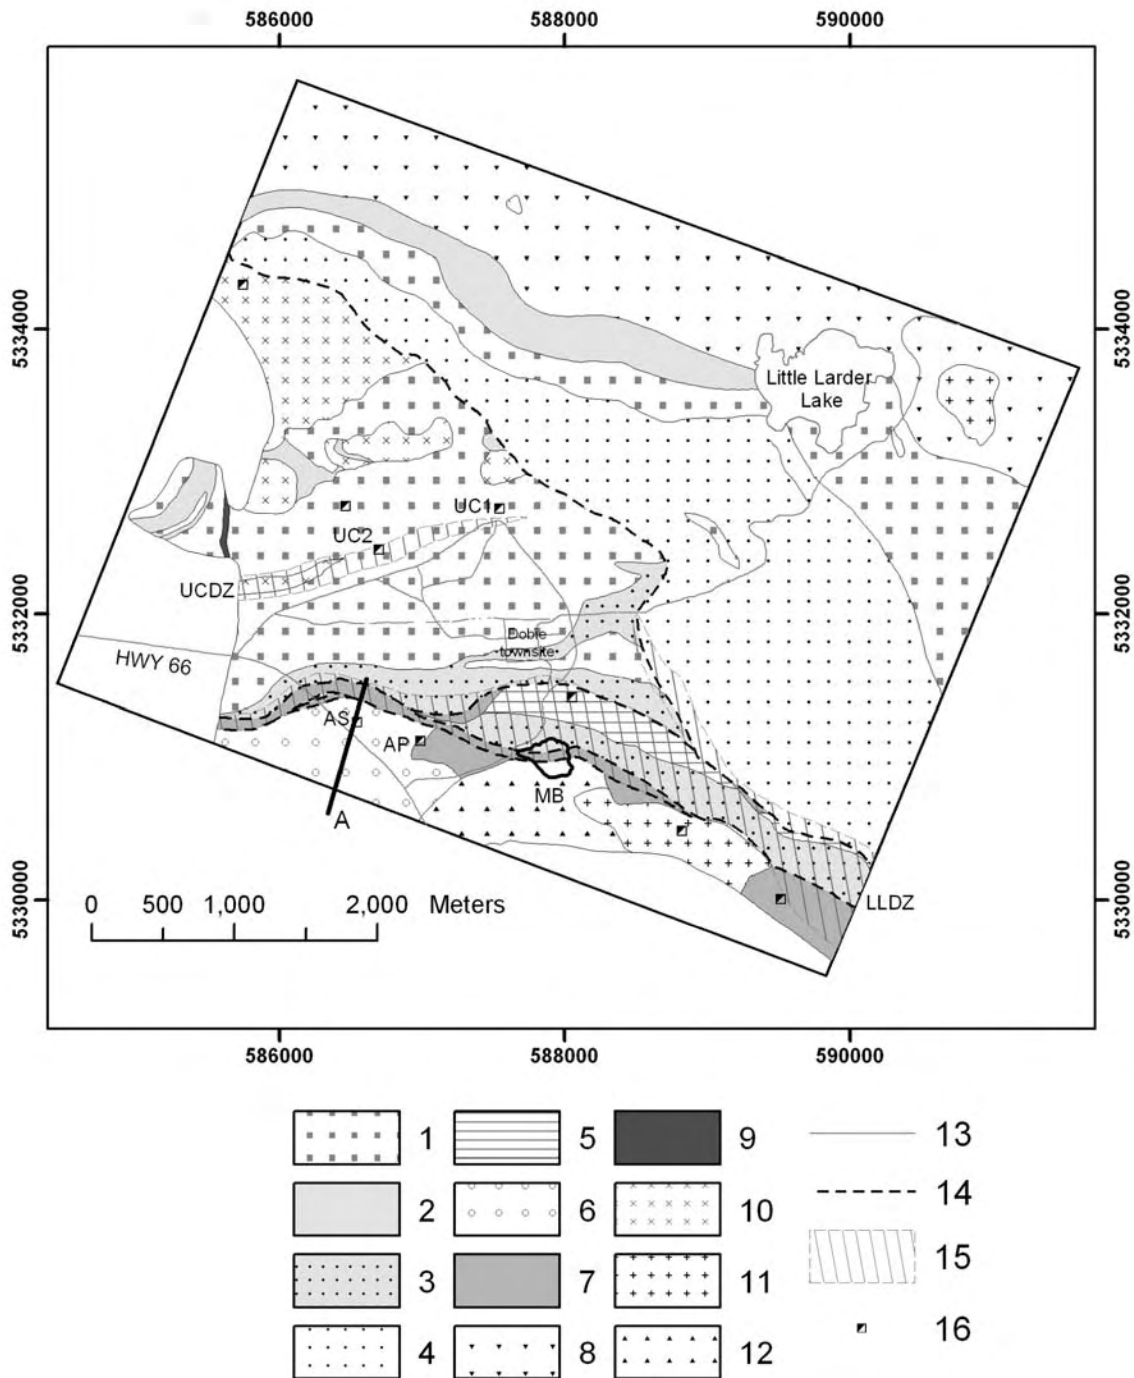 586000 588000 590000
5334000 5334000
Little Larder
Lake
UC1
UC2
UCDZ
5332000 5332000
Doble
townsite
HWY 66
AS
AP
MB
A
LLDZ
5330000 5330000
0 500 1,000 2,000 Meters
586000 588000 590000
1 5 9 13
2 6 10 14
3 7 11 15
4 8 12 16